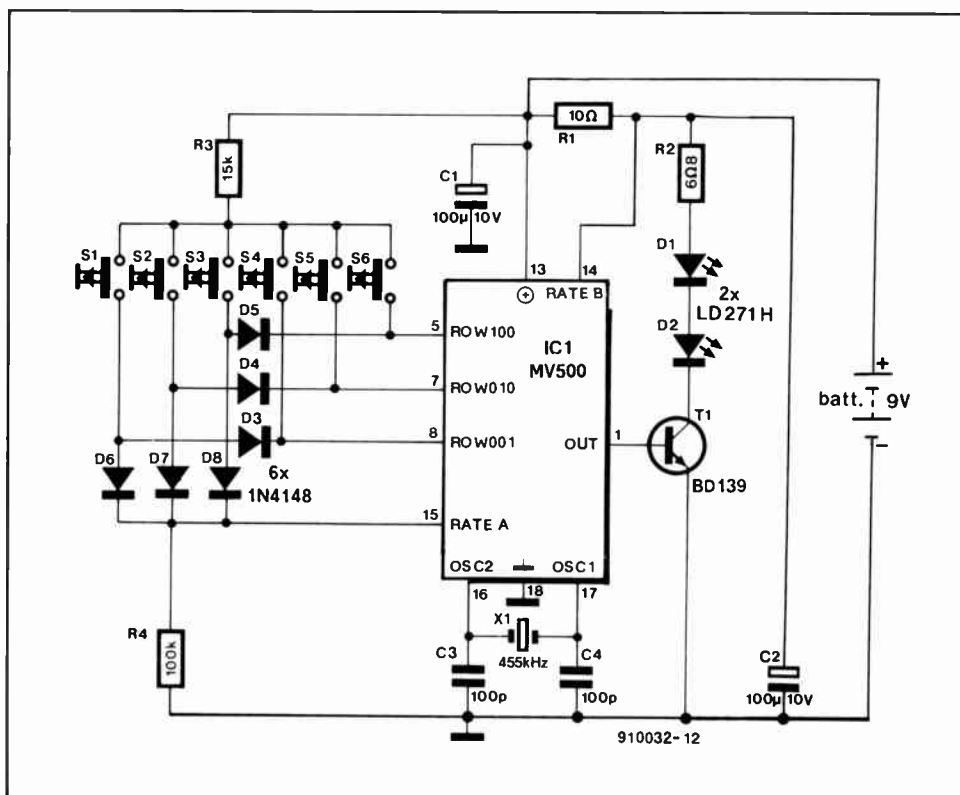 R1
10Ω
R2
6Ω8
R3
15k
C1
100µ 10V
S1
S2
S3
S4
S5
S6
13
14
RATE B
D1
2x
LD271H
D2
D5
5
ROW100
IC1
MV500
D4
7
ROW010
D3
8
ROW001
OUT
1
T1
BD139
batt.
9V
+
-
D6
D7
D8
6x
1N4148
15
RATE A
OSC2
OSC1
16
18
17
X1
455kHz
R4
100k
C3
100p
C4
100p
C2
100µ 10V
910032-12